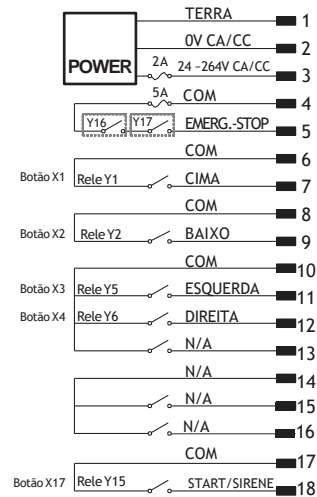 TERRA 1
0V CA/CC 2
POWER 2A 24 ~264V CA/CC 3
5A COM 4
Y16 Y17 EMERG.-STOP 5
COM 6
Botão X1 Rele Y1 CIMA 7
COM 8
Botão X2 Rele Y2 BAIXO 9
COM 10
Botão X3 Rele Y5 ESQUERDA 11
Botão X4 Rele Y6 DIREITA 12
N/A 13
N/A 14
N/A 15
N/A 16
COM 17
Botão X17 Rele Y15 START/SIRENE 18